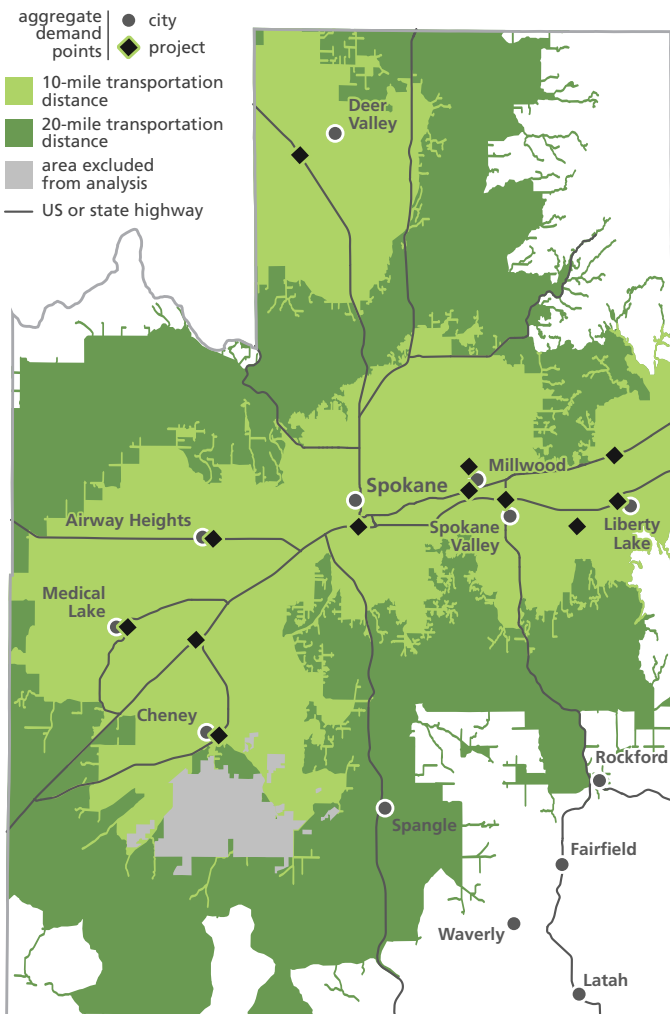 aggregate
demand
points
city
project
10-mile transportation
distance
20-mile transportation
distance
area excluded
from analysis
US or state highway
Deer
Valley
Millwood
Spokane
Airway Heights
Spokane
Valley
Liberty
Lake
Medical
Lake
Cheney
Rockford
Spangle
Fairfield
Waverly
Latah